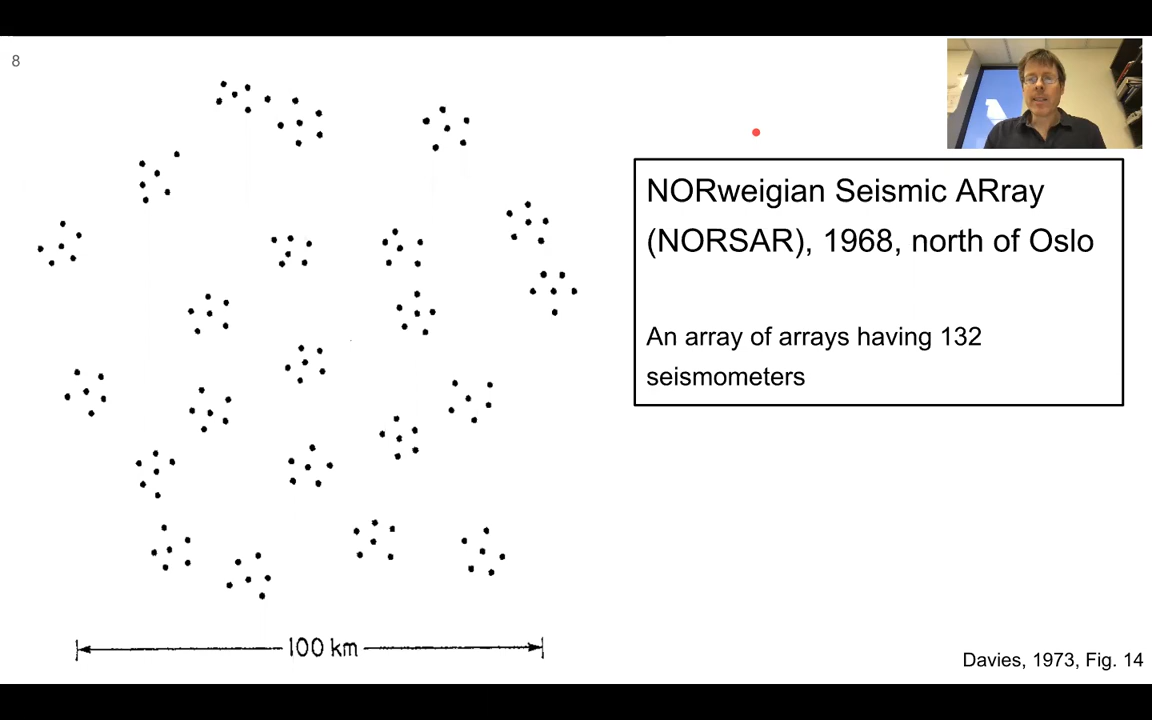 8
NORweigian Seismic ARray
(NORSAR), 1968, north of Oslo
An array of arrays having 132
seismometers
100 km
Davies, 1973, Fig. 14